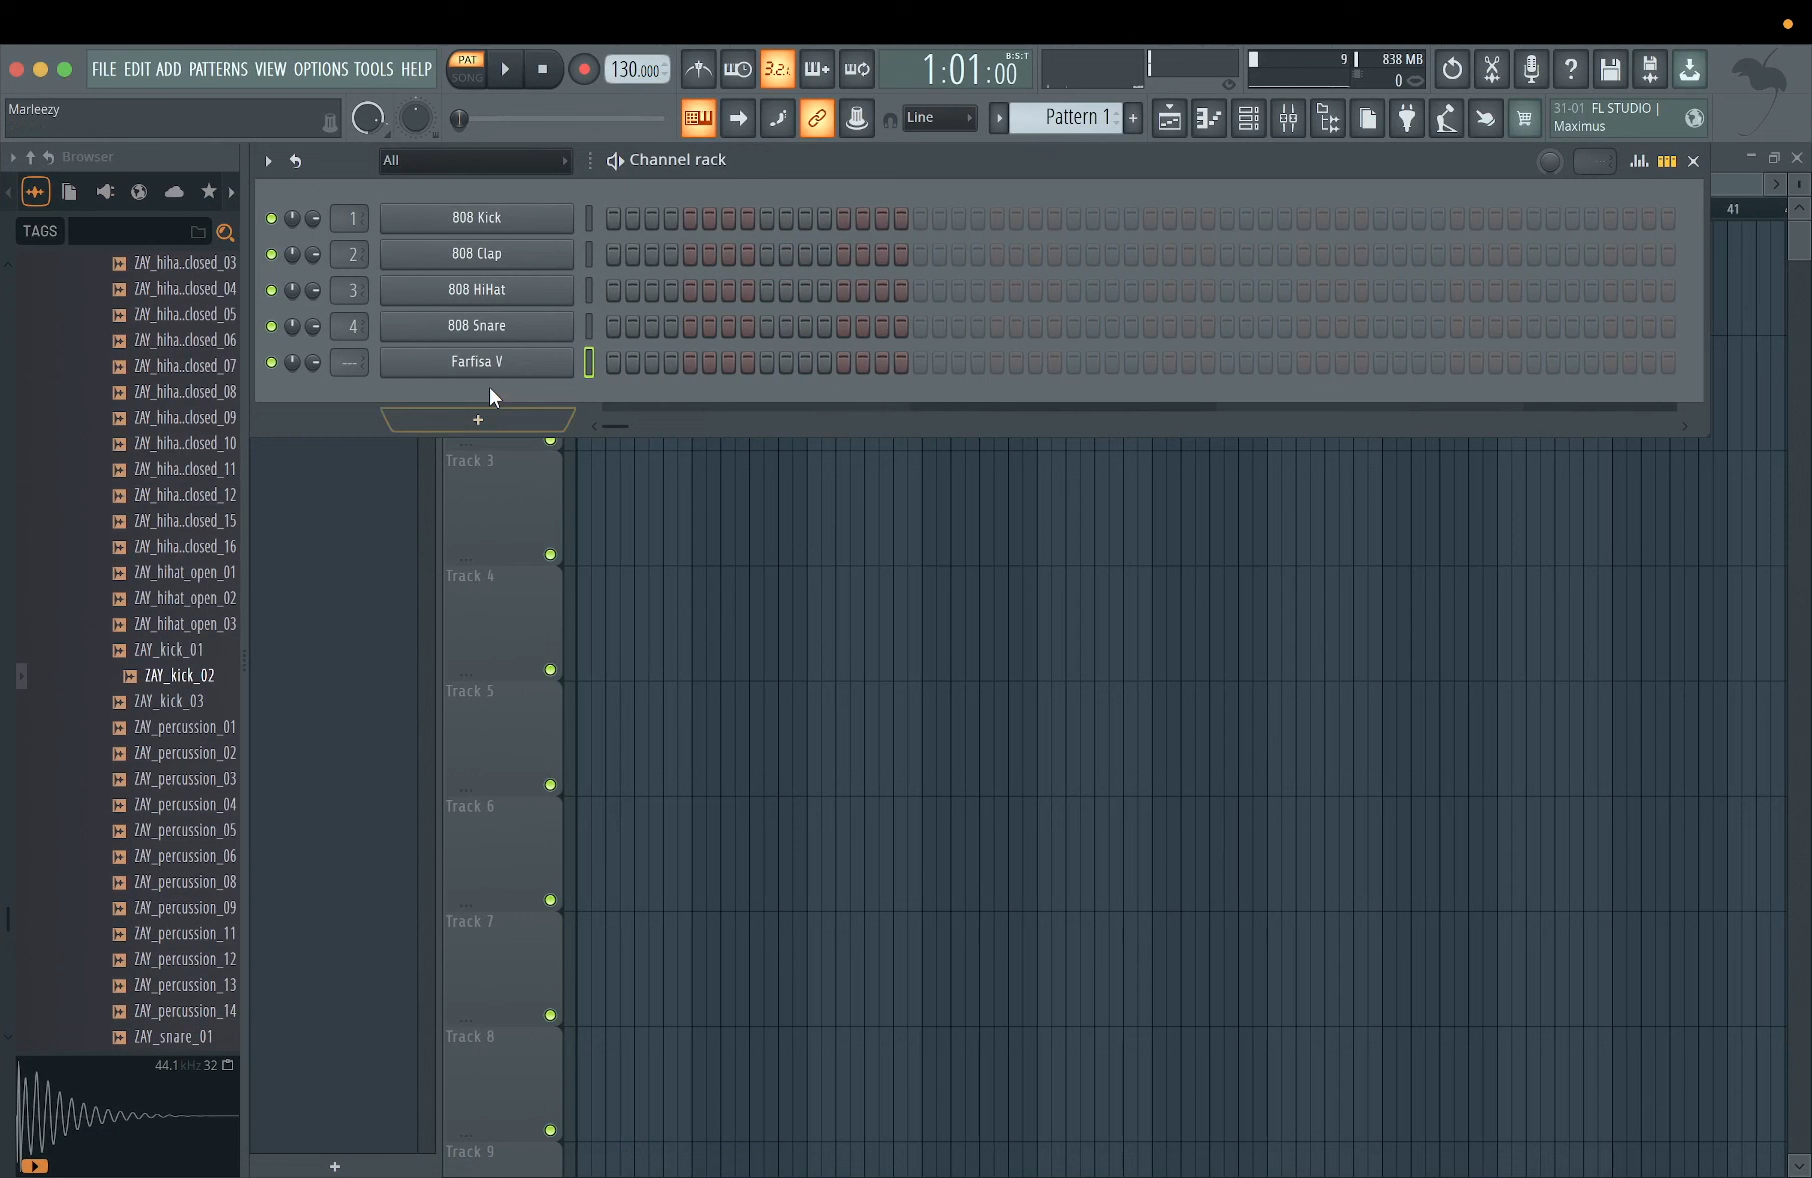 FILE EDIT ADD PATTERNS VIEW OPTIONS TOOLS HELP
PAT
SONG
130.000
3.2.
1:01:00
B:S:T
9
838 MB
0
Marleezy
Line
Pattern 1
+
31-01 FL STUDIO |
Maximus
Browser
All
Channel rack
TAGS
41
1 808 Kick
2 808 Clap
3 808 HiHat
4 808 Snare
--- Farfisa V
+
ZAY_hiha..closed_03
ZAY_hiha..closed_04
ZAY_hiha..closed_05
ZAY_hiha..closed_06
ZAY_hiha..closed_07
ZAY_hiha..closed_08
ZAY_hiha..closed_09
ZAY_hiha..closed_10
ZAY_hiha..closed_11
ZAY_hiha..closed_12
ZAY_hiha..closed_15
ZAY_hiha..closed_16
ZAY_hihat_open_01
ZAY_hihat_open_02
ZAY_hihat_open_03
ZAY_kick_01
ZAY_kick_02
ZAY_kick_03
ZAY_percussion_01
ZAY_percussion_02
ZAY_percussion_03
ZAY_percussion_04
ZAY_percussion_05
ZAY_percussion_06
ZAY_percussion_08
ZAY_percussion_09
ZAY_percussion_11
ZAY_percussion_12
ZAY_percussion_13
ZAY_percussion_14
ZAY_snare_01
44.1kHz 32
Track 3
Track 4
Track 5
Track 6
Track 7
Track 8
Track 9
+